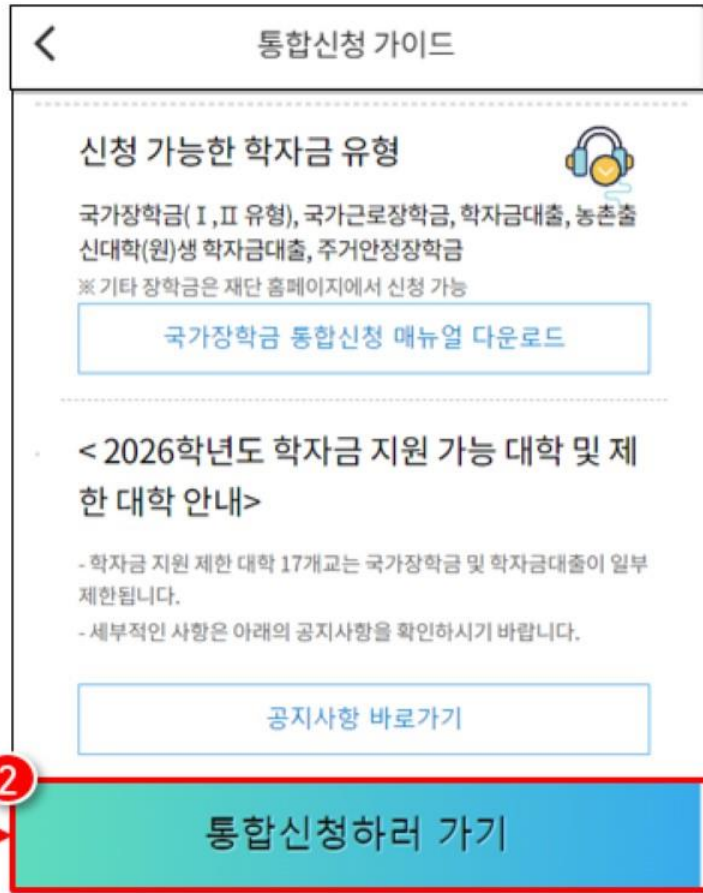 통합신청 가이드
신청 가능한 학자금 유형
국가장학금(Ⅰ,Ⅱ 유형), 국가근로장학금, 학자금대출, 농촌출
신대학(원)생 학자금대출, 주거안정장학금
※ 기타 장학금은 재단 홈페이지에서 신청 가능
국가장학금 통합신청 매뉴얼 다운로드
< 2026학년도 학자금 지원 가능 대학 및 제
한 대학 안내>
- 학자금 지원 제한 대학 17개교는 국가장학금 및 학자금대출이 일부
제한됩니다.
- 세부적인 사항은 아래의 공지사항을 확인하시기 바랍니다.
공지사항 바로가기
2
통합신청하러 가기